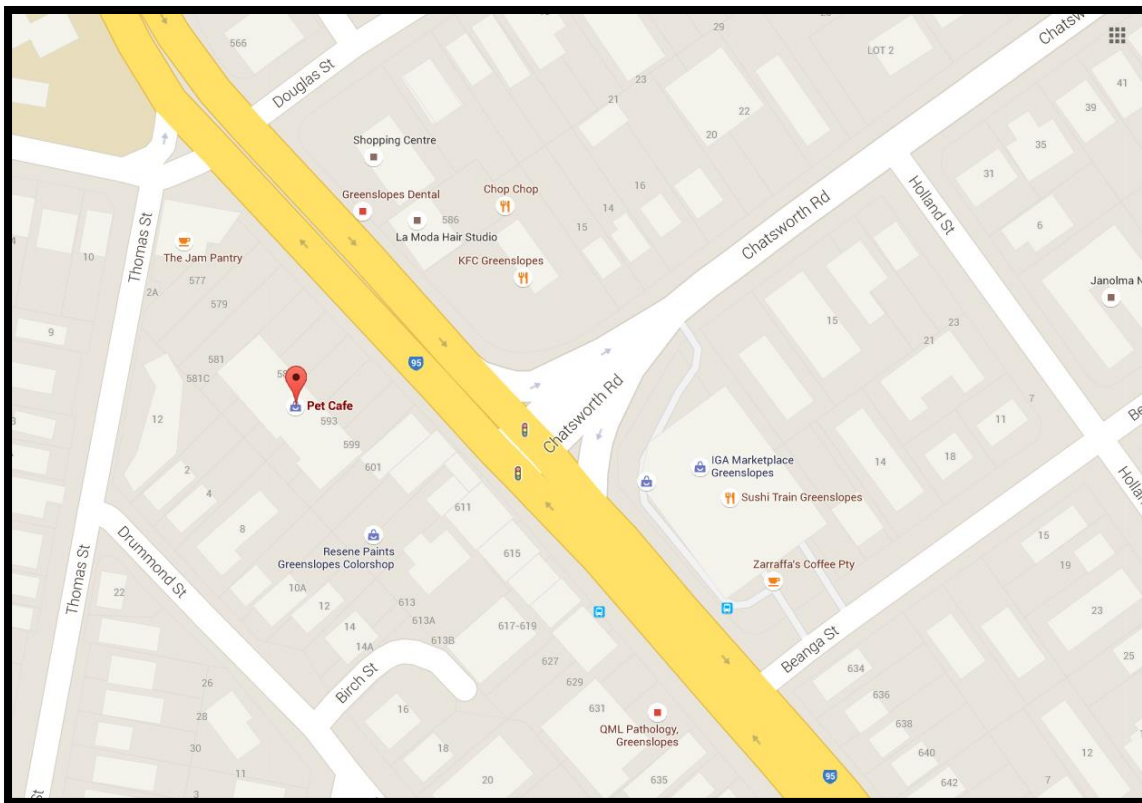 566
Douglas St
29
LOT 2
Chatsw
23
21
22
20
41
39
35
31
Shopping Centre
Greenslopes Dental
Chop Chop
586
La Moda Hair Studio
KFC Greenslopes
16
14
15
Chatsworth Rd
Holland St
6
Janolma N
Thomas St
10
The Jam Pantry
577
2A
579
9
581
581C
Pet Cafe
593
599
601
12
2
4
8
95
Chatsworth Rd
15
23
21
7
11
18
14
Be
Holla
IGA Marketplace
Greenslopes
Sushi Train Greenslopes
Zarraffa's Coffee Pty
611
615
Resene Paints
Greenslopes Colorshop
Drummond St
Thomas St
22
10A
12
14
14A
613
613A
613B
617-619
627
629
631
Birch St
Beanga St
15
19
23
25
634
636
638
640
642
12
7
26
28
30
11
3
16
18
20
QML Pathology,
Greenslopes
635
95
St